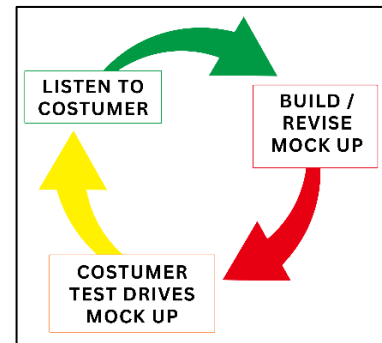 LISTEN TO
COSTUMER
BUILD /
REVISE
MOCK UP
COSTUMER
TEST DRIVES
MOCK UP